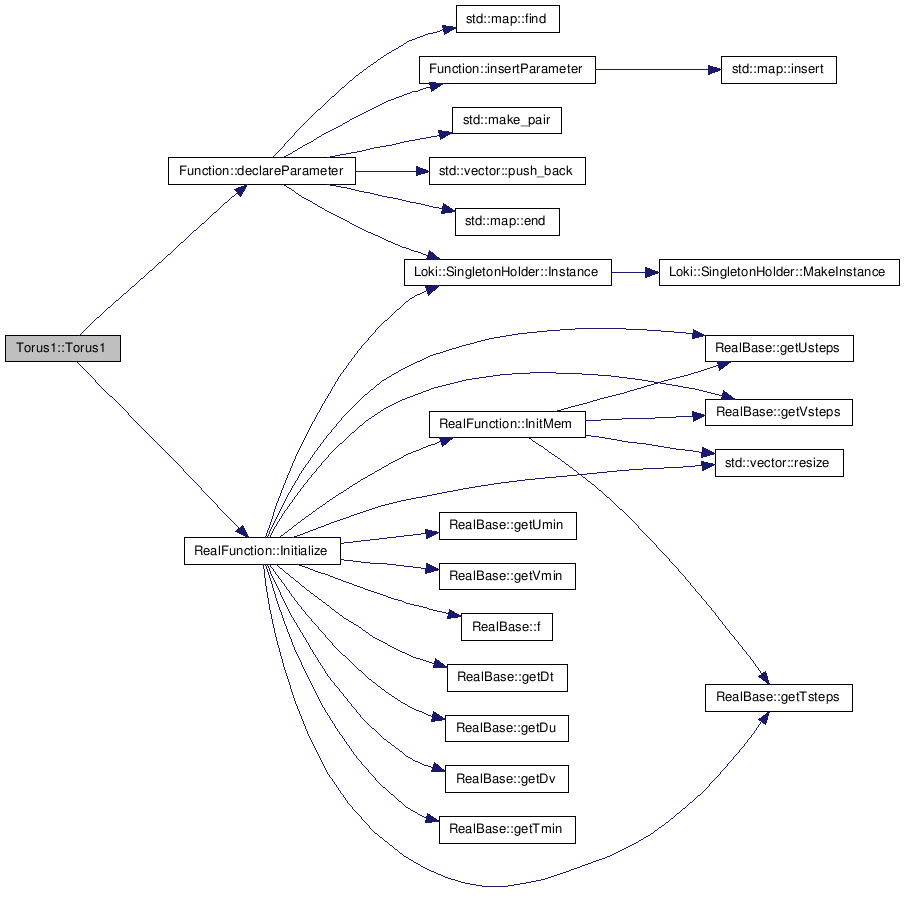 std::map::find
Function::insertParameter
std::map::insert
std::make_pair
Function::declareParameter
std::vector::push_back
std::map::end
Loki::SingletonHolder::Instance
Loki::SingletonHolder::MakeInstance
Torus1::Torus1
RealBase::getUsteps
RealBase::getVsteps
RealFunction::InitMem
std::vector::resize
RealBase::getUmin
RealFunction::Initialize
RealBase::getVmin
RealBase::f
RealBase::getDt
RealBase::getTsteps
RealBase::getDu
RealBase::getDv
RealBase::getTmin